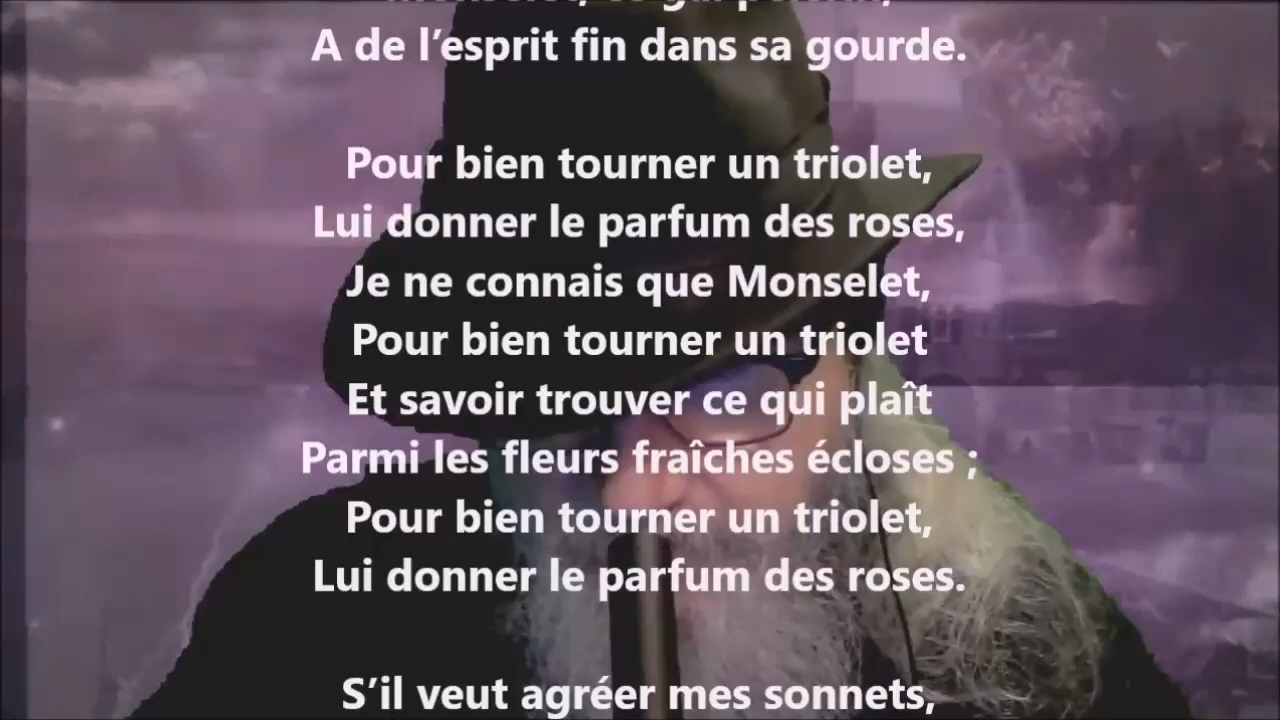 A de l’esprit fin dans sa gourde.
Pour bien tourner un triolet,
Lui donner le parfum des roses,
Je ne connais que Monselet,
Pour bien tourner un triolet
Et savoir trouver ce qui plaît
Parmi les fleurs fraîches écloses ;
Pour bien tourner un triolet,
Lui donner le parfum des roses.
S’il veut agréer mes sonnets,